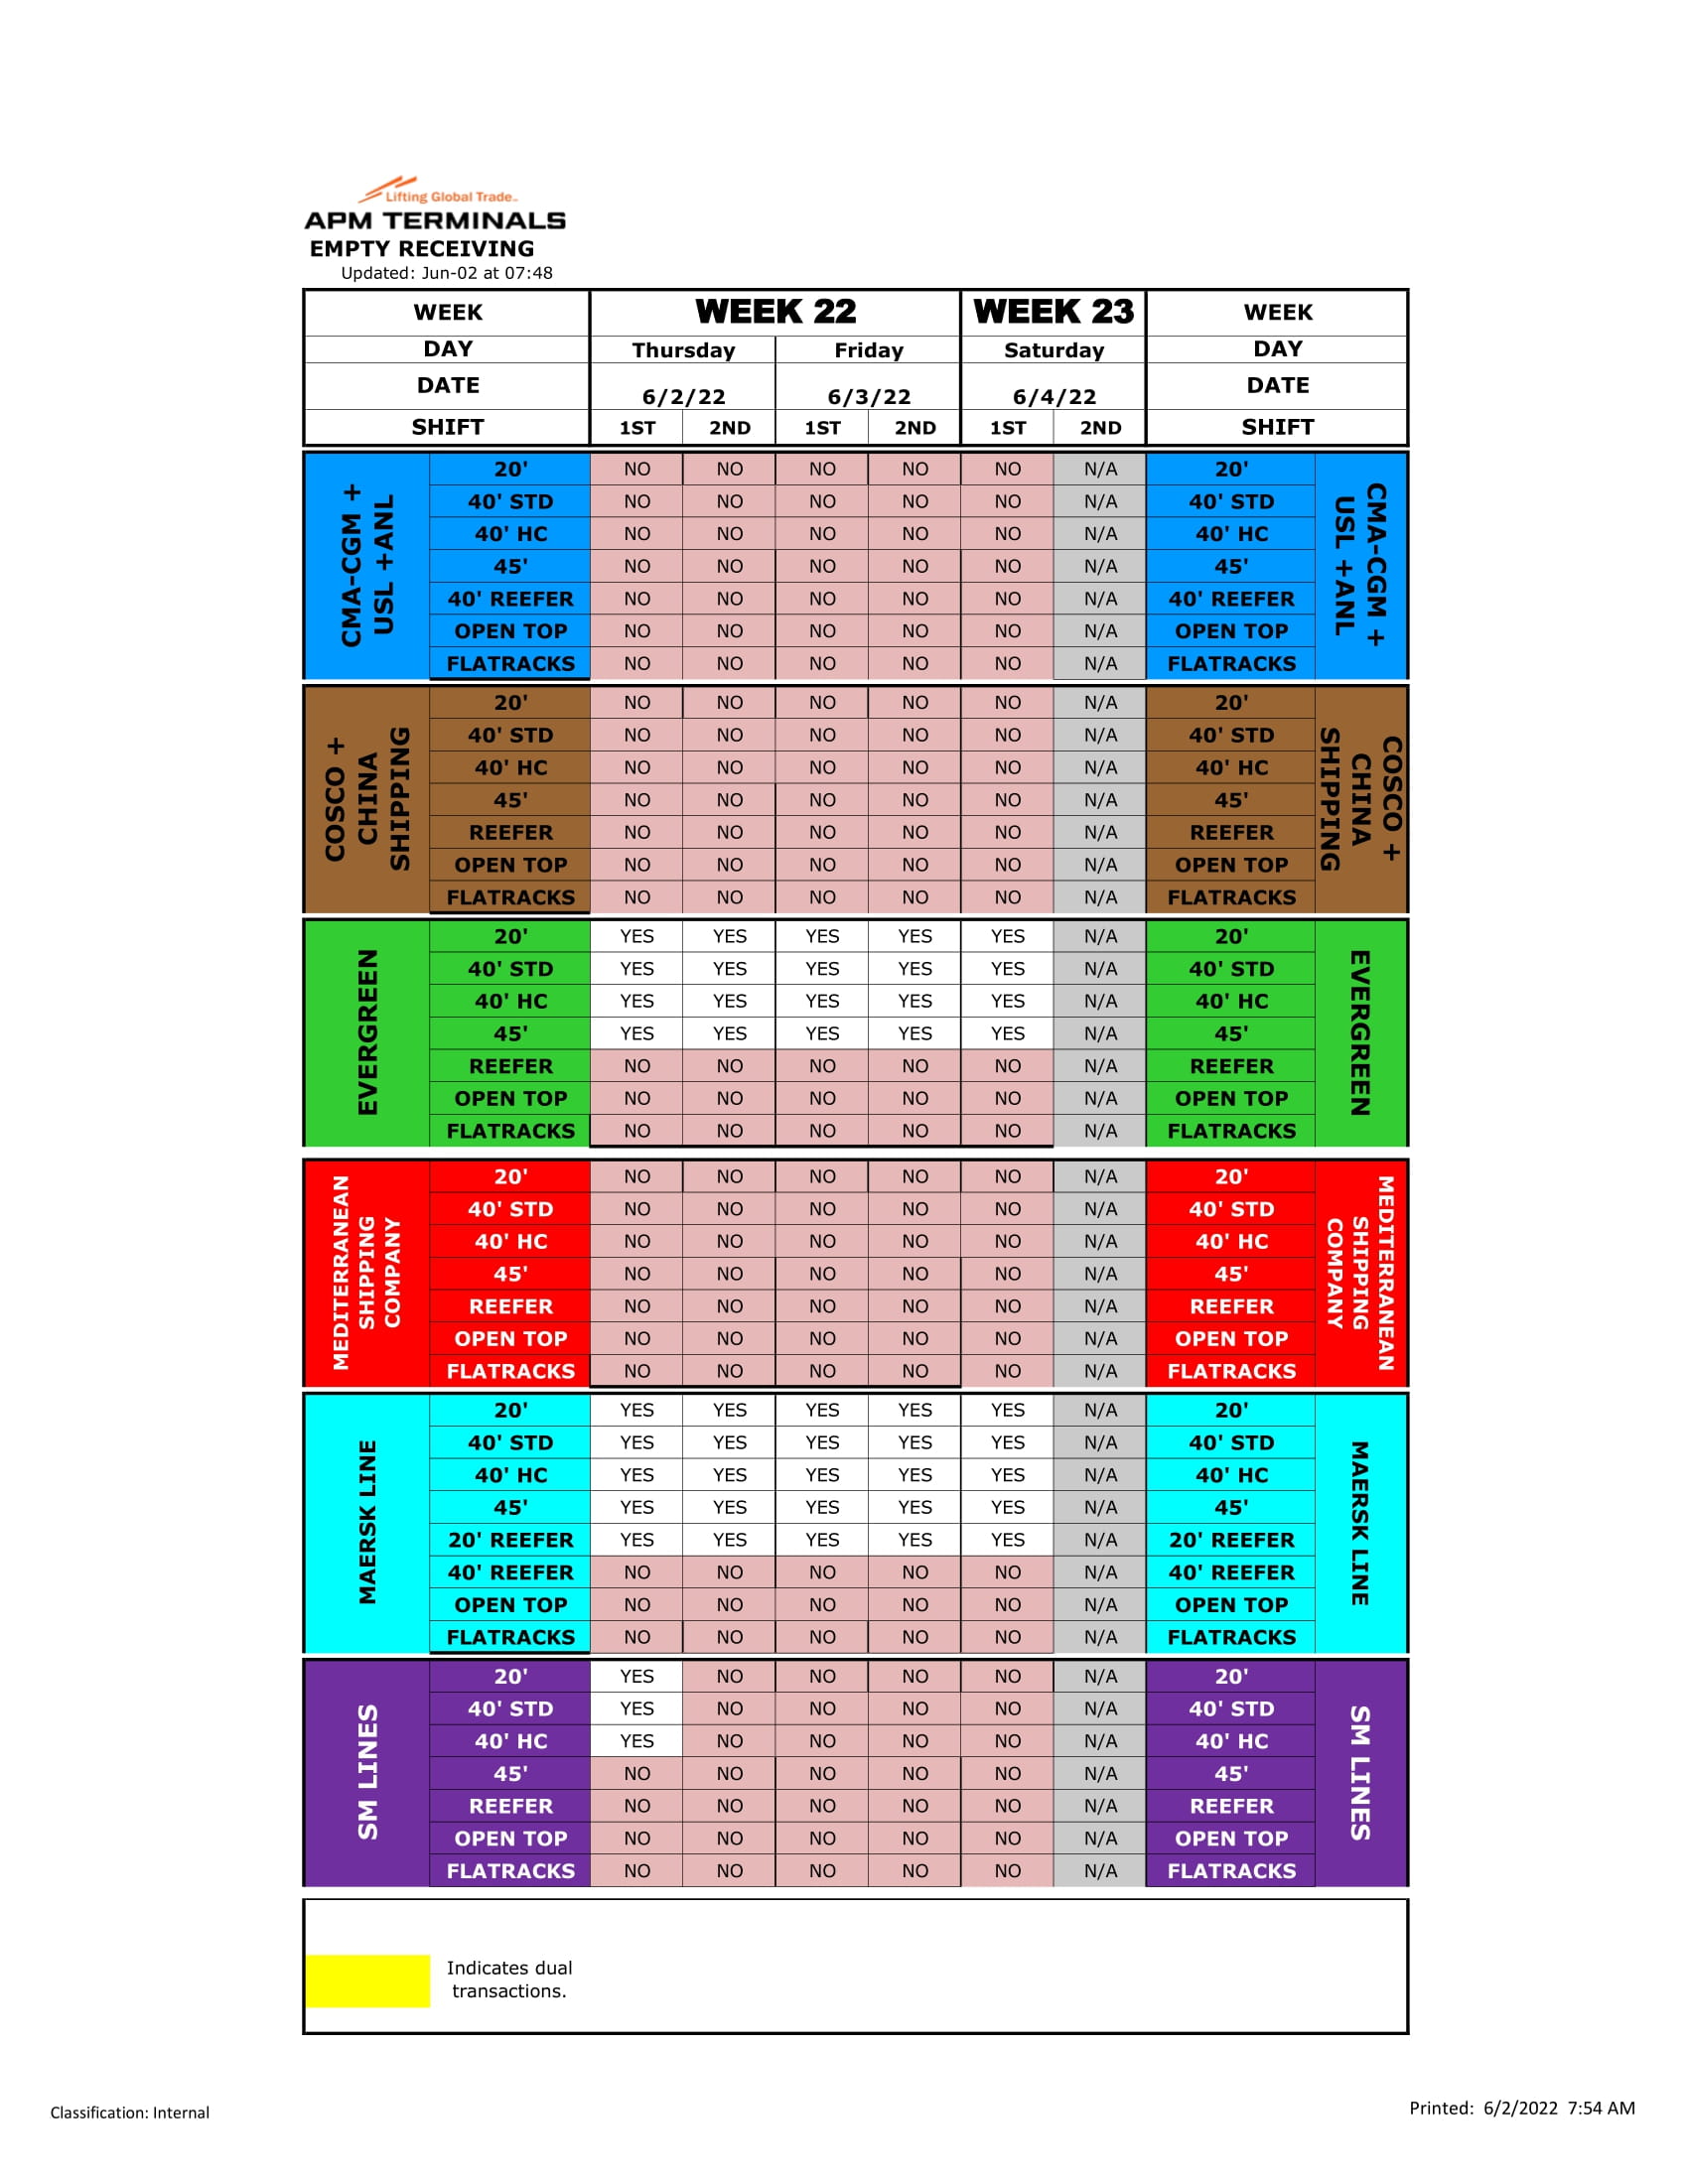 Lifting Global Trade.
APM TERMINALS
EMPTY RECEIVING
Updated: Jun-02 at 07:48
WEEK WEEK 22 WEEK 23 WEEK
DAY Thursday Friday Saturday DAY
DATE 6/2/22 6/3/22 6/4/22 DATE
SHIFT 1ST 2ND 1ST 2ND 1ST 2ND SHIFT
CMA-CGM +
USL +ANL
20' NO NO NO NO NO N/A 20'
40' STD NO NO NO NO NO N/A 40' STD
40' HC NO NO NO NO NO N/A 40' HC
45' NO NO NO NO NO N/A 45'
40' REEFER NO NO NO NO NO N/A 40' REEFER
OPEN TOP NO NO NO NO NO N/A OPEN TOP
FLATRACKS NO NO NO NO NO N/A FLATRACKS
CMA-CGM +
USL +ANL
COSCO +
CHINA
SHIPPING
20' NO NO NO NO NO N/A 20'
40' STD NO NO NO NO NO N/A 40' STD
40' HC NO NO NO NO NO N/A 40' HC
45' NO NO NO NO NO N/A 45'
REEFER NO NO NO NO NO N/A REEFER
OPEN TOP NO NO NO NO NO N/A OPEN TOP
FLATRACKS NO NO NO NO NO N/A FLATRACKS
COSCO +
CHINA
SHIPPING
EVERGREEN
20' YES YES YES YES YES N/A 20'
40' STD YES YES YES YES YES N/A 40' STD
40' HC YES YES YES YES YES N/A 40' HC
45' YES YES YES YES YES N/A 45'
REEFER NO NO NO NO NO N/A REEFER
OPEN TOP NO NO NO NO NO N/A OPEN TOP
FLATRACKS NO NO NO NO NO N/A FLATRACKS
EVERGREEN
MEDITERRANEAN
SHIPPING
COMPANY
20' NO NO NO NO NO N/A 20'
40' STD NO NO NO NO NO N/A 40' STD
40' HC NO NO NO NO NO N/A 40' HC
45' NO NO NO NO NO N/A 45'
REEFER NO NO NO NO NO N/A REEFER
OPEN TOP NO NO NO NO NO N/A OPEN TOP
FLATRACKS NO NO NO NO NO N/A FLATRACKS
MEDITERRANEAN
SHIPPING
COMPANY
MAERSK LINE
20' YES YES YES YES YES N/A 20'
40' STD YES YES YES YES YES N/A 40' STD
40' HC YES YES YES YES YES N/A 40' HC
45' YES YES YES YES YES N/A 45'
20' REEFER YES YES YES YES YES N/A 20' REEFER
40' REEFER NO NO NO NO NO N/A 40' REEFER
OPEN TOP NO NO NO NO NO N/A OPEN TOP
FLATRACKS NO NO NO NO NO N/A FLATRACKS
MAERSK LINE
SM LINES
20' YES NO NO NO NO N/A 20'
40' STD YES NO NO NO NO N/A 40' STD
40' HC YES NO NO NO NO N/A 40' HC
45' NO NO NO NO NO N/A 45'
REEFER NO NO NO NO NO N/A REEFER
OPEN TOP NO NO NO NO NO N/A OPEN TOP
FLATRACKS NO NO NO NO NO N/A FLATRACKS
SM LINES
Indicates dual
transactions.
Classification: Internal
Printed: 6/2/2022 7:54 AM